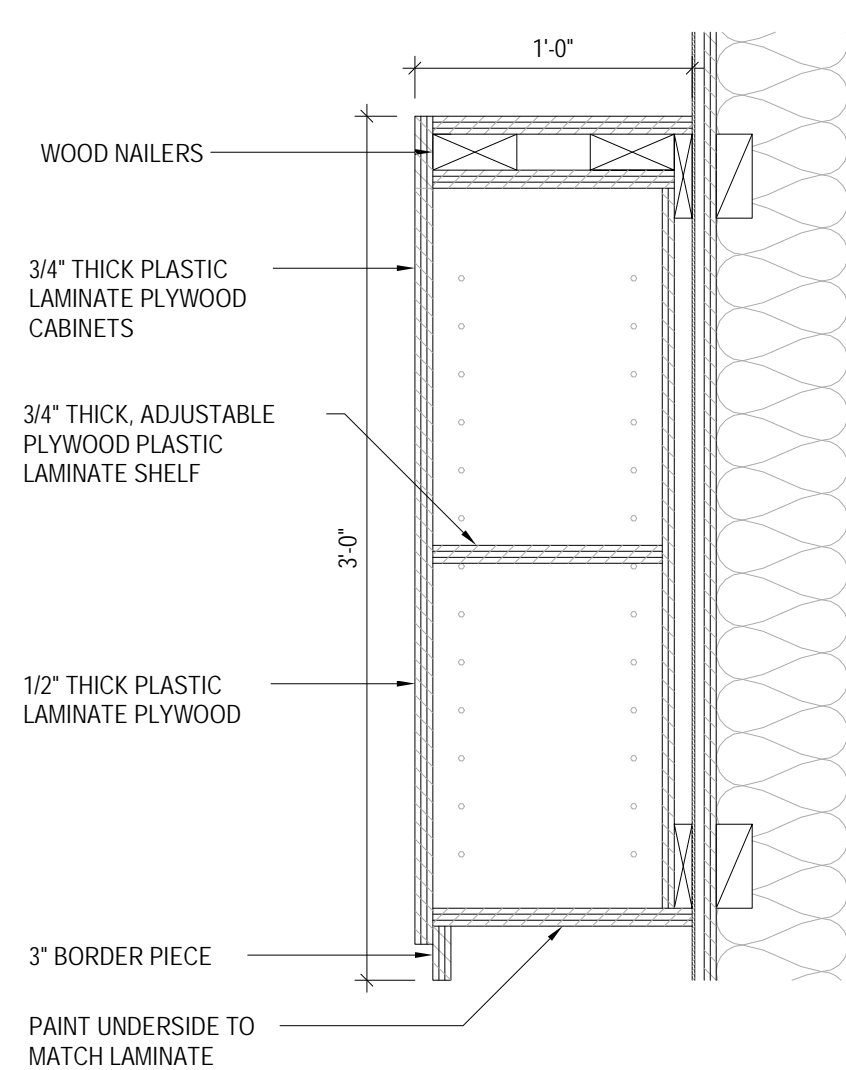 1'-0"
WOOD NAILERS
3/4" THICK PLASTIC
LAMINATE PLYWOOD
CABINETS
3/4" THICK, ADJUSTABLE
PLYWOOD PLASTIC
LAMINATE SHELF
3'-0"
1/2" THICK PLASTIC
LAMINATE PLYWOOD
3" BORDER PIECE
PAINT UNDERSIDE TO
MATCH LAMINATE